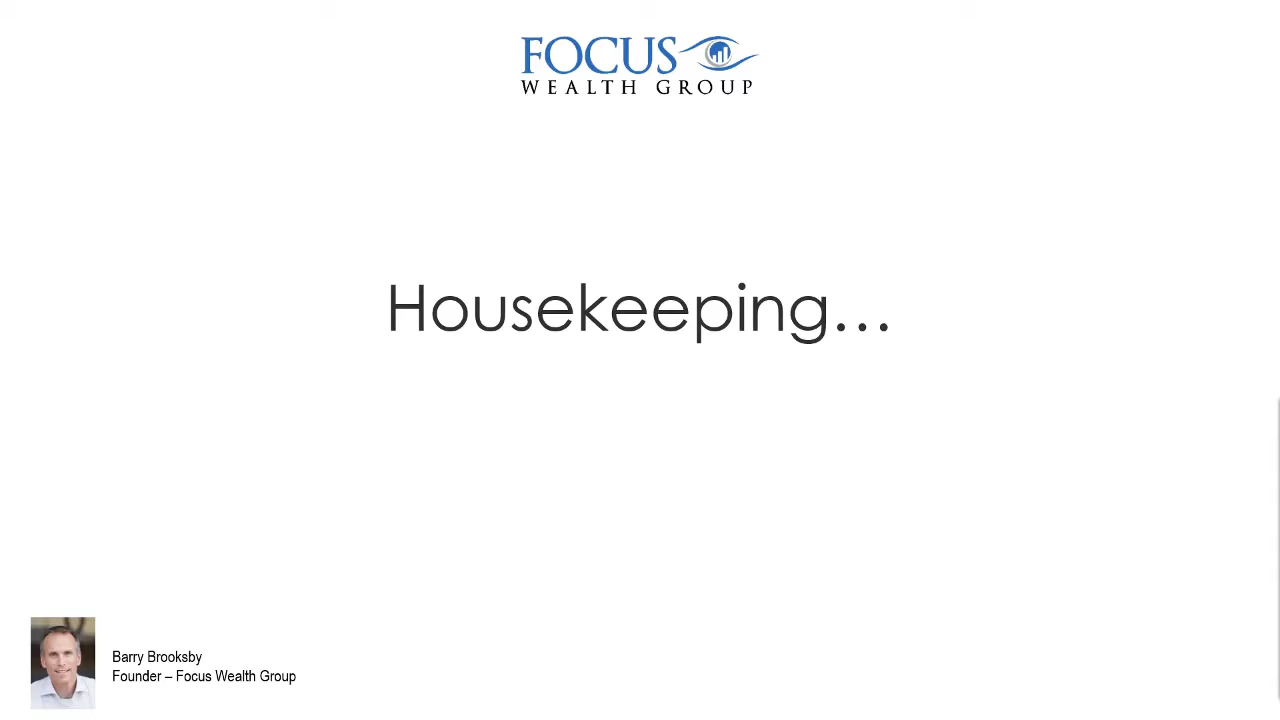 FOCUS
WEALTH GROUP
Housekeeping...
Barry Brooksby
Founder – Focus Wealth Group